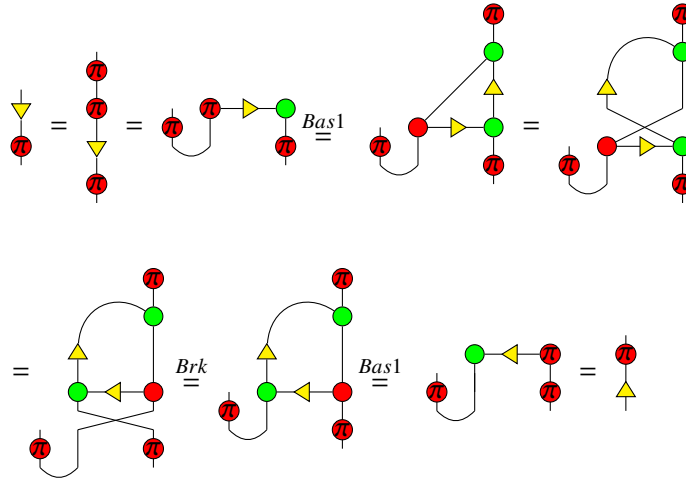 π = π π π = π π π Bas1 = π π π = π π π
= π π π Brk = π π π Bas1 = π π π = π